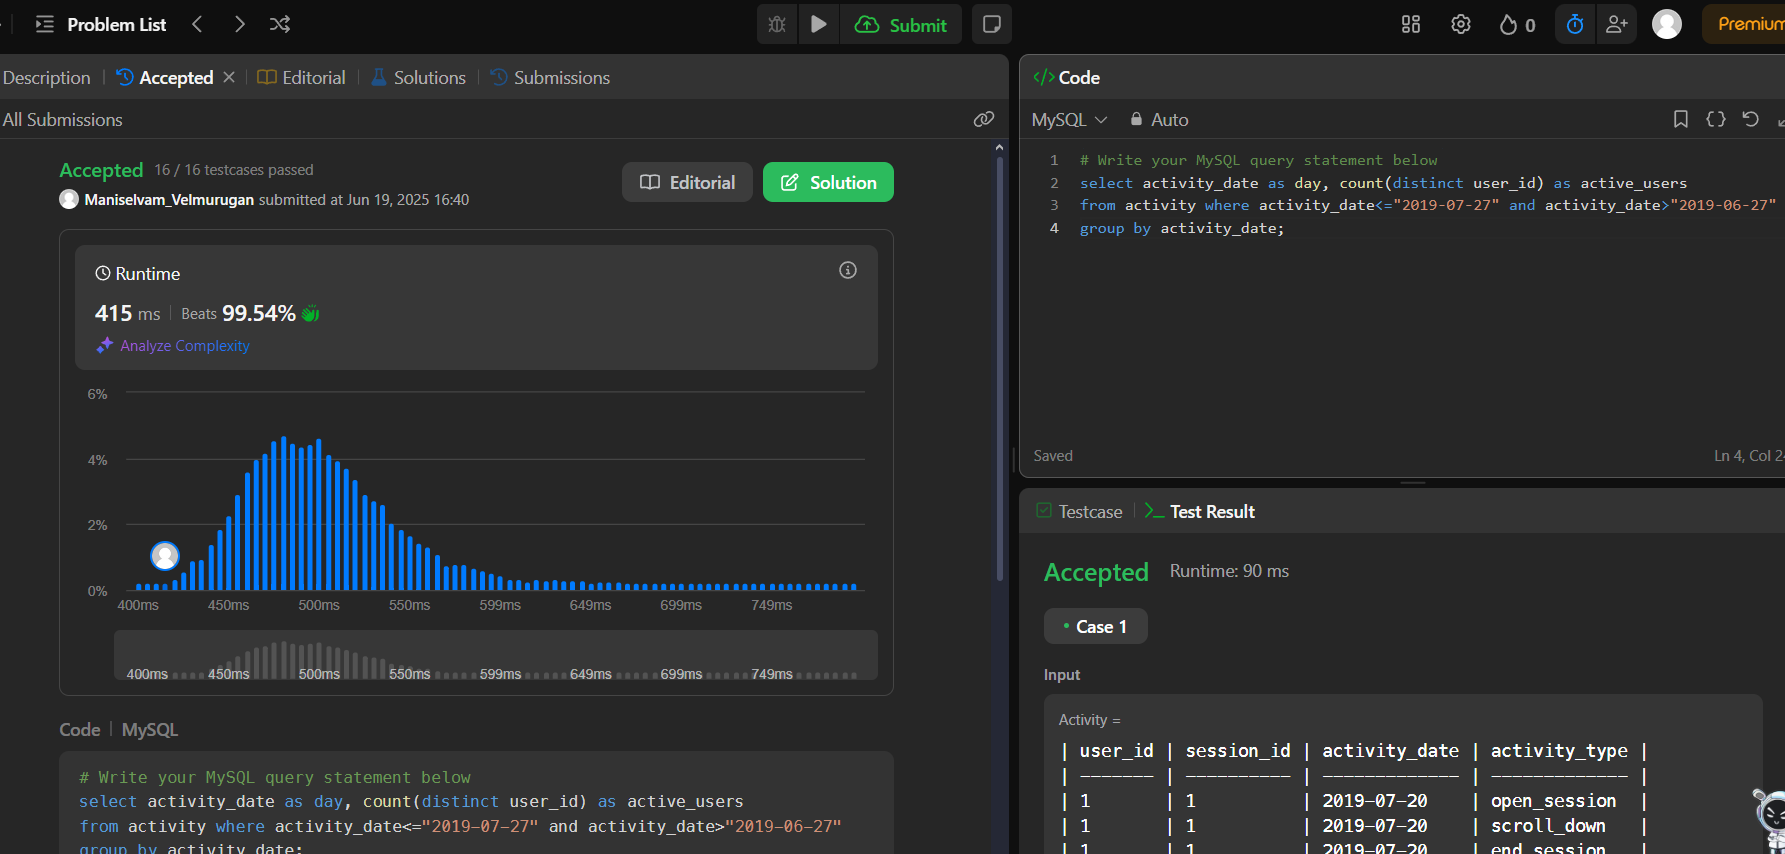 Problem List
Submit
0
Premium
Description
Accepted
Editorial
Solutions
Submissions
All Submissions
Accepted 16 / 16 testcases passed
Maniselvam_Velmurugan submitted at Jun 19, 2025 16:40
Editorial
Solution
Runtime
415 ms
Beats 99.54%
Analyze Complexity
6%
4%
2%
0%
400ms 450ms 500ms 550ms 599ms 649ms 699ms 749ms
400ms 450ms 500ms 550ms 599ms 649ms 699ms 749ms
Code | MySQL
# Write your MySQL query statement below
select activity_date as day, count(distinct user_id) as active_users
from activity where activity_date<="2019-07-27" and activity_date>"2019-06-27"
group by activity_date;
</> Code
MySQL
Auto
1 # Write your MySQL query statement below
2 select activity_date as day, count(distinct user_id) as active_users
3 from activity where activity_date<="2019-07-27" and activity_date>"2019-06-27"
4 group by activity_date;
Saved
Ln 4, Col 24
Testcase
Test Result
Accepted Runtime: 90 ms
Case 1
Input
Activity =
| user_id | session_id | activity_date | activity_type |
| ------- | ---------- | ------------- | ------------- |
| 1 | 1 | 2019-07-20 | open_session |
| 1 | 1 | 2019-07-20 | scroll_down |
| 1 | 1 | 2019-07-20 | end_session |